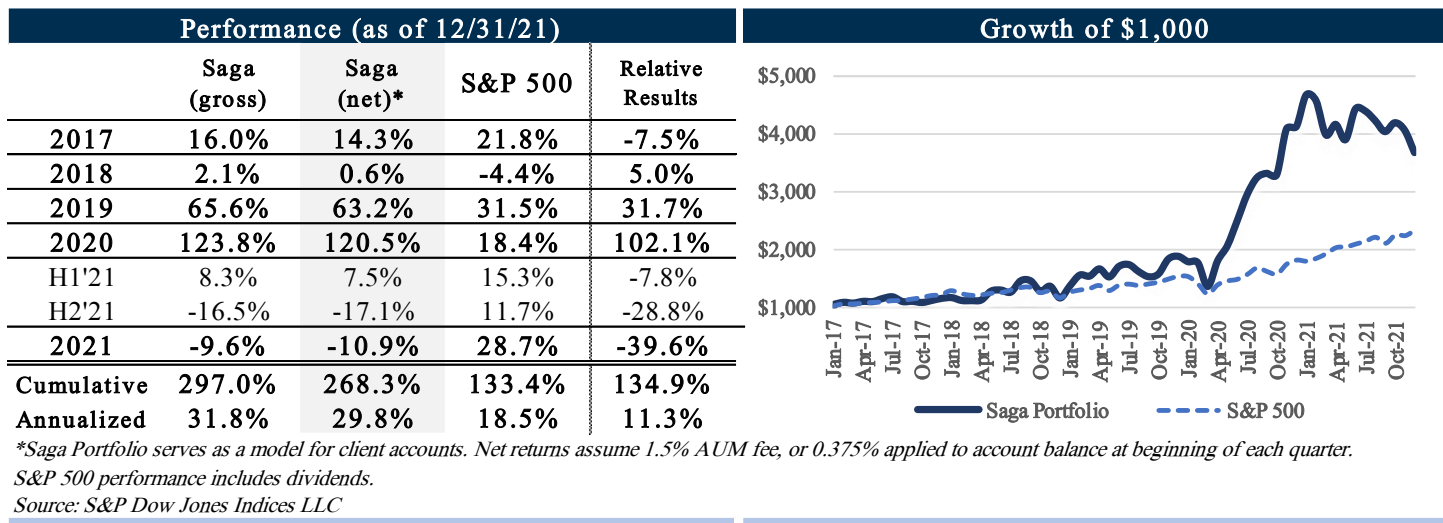 Performance (as of 12/31/21)
Saga (gross) Saga (net)* S&P 500 Relative Results
2017 16.0% 14.3% 21.8% -7.5%
2018 2.1% 0.6% -4.4% 5.0%
2019 65.6% 63.2% 31.5% 31.7%
2020 123.8% 120.5% 18.4% 102.1%
H1'21 8.3% 7.5% 15.3% -7.8%
H2'21 -16.5% -17.1% 11.7% -28.8%
2021 -9.6% -10.9% 28.7% -39.6%
Cumulative 297.0% 268.3% 133.4% 134.9%
Annualized 31.8% 29.8% 18.5% 11.3%
Growth of $1,000
$5,000
$4,000
$3,000
$2,000
$1,000
Jan-17 Apr-17 Jul-17 Oct-17 Jan-18 Apr-18 Jul-18 Oct-18 Jan-19 Apr-19 Jul-19 Oct-19 Jan-20 Apr-20 Jul-20 Oct-20 Jan-21 Apr-21 Jul-21 Oct-21
Saga Portfolio S&P 500
*Saga Portfolio serves as a model for client accounts. Net returns assume 1.5% AUM fee, or 0.375% applied to account balance at beginning of each quarter.
S&P 500 performance includes dividends.
Source: S&P Dow Jones Indices LLC